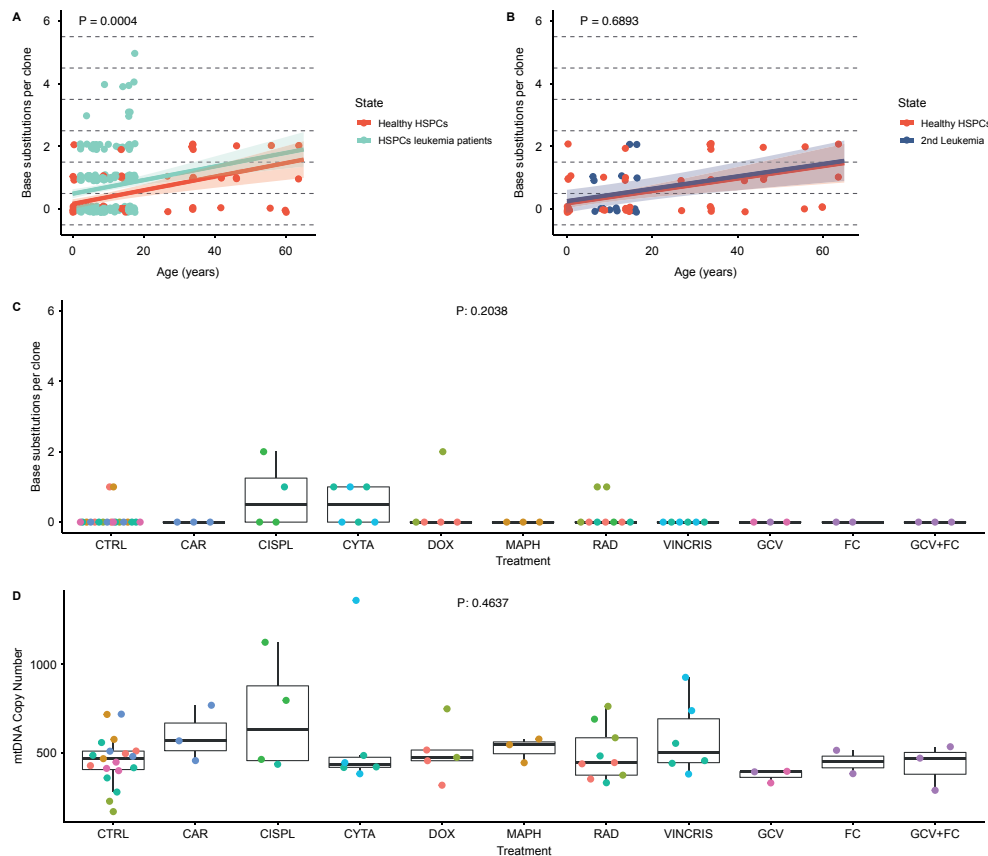 A
P = 0.0004
Base substitutions per clone
6
4
2
0
0
20
40
60
Age (years)
State
Healthy HSPCs
HSPCs leukemia patients
B
P = 0.6893
Base substitutions per clone
6
4
2
0
0
20
40
60
Age (years)
State
Healthy HSPCs
2nd Leukemia
C
P: 0.2038
Base substitutions per clone
6
4
2
0
CTRL CAR CISPL CYTA DOX MAPH RAD VINCRIS GCV FC GCV+FC
Treatment
D
P: 0.4637
mtDNA Copy Number
1000
500
CTRL CAR CISPL CYTA DOX MAPH RAD VINCRIS GCV FC GCV+FC
Treatment